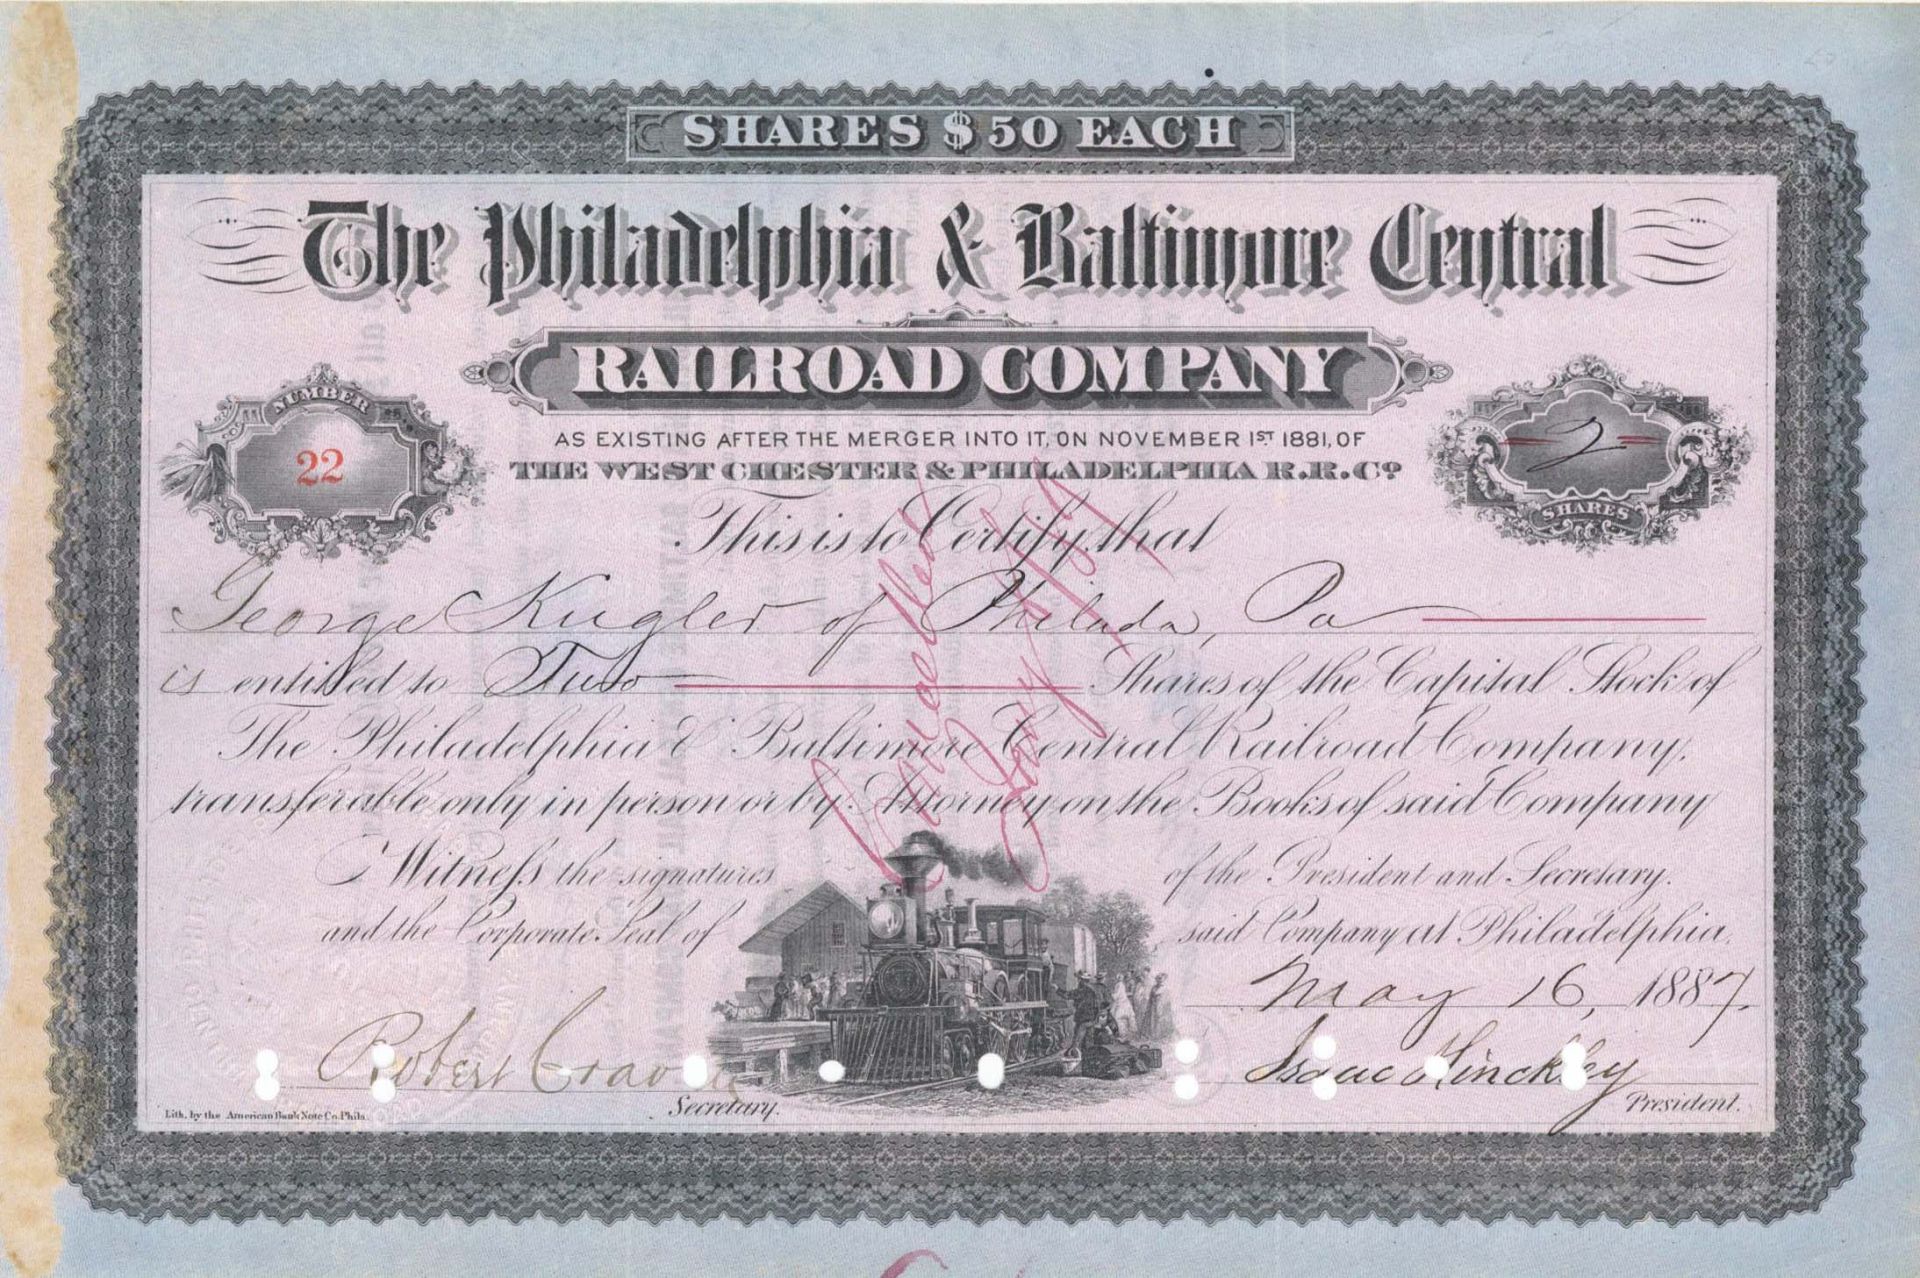 SHARES $50 EACH
The Philadelphia & Baltimore Central
RAILROAD COMPANY
NUMBER
22
2
SHARES
AS EXISTING AFTER THE MERGER INTO IT, ON NOVEMBER 1ST 1881, OF
THE WEST CHESTER & PHILADELPHIA R.R. Co
This is to Certify that
George Kugler of Philada, Pa
is entitled to Two Shares of the Capital Stock of
The Philadelphia & Baltimore Central Railroad Company,
transferable only in person or by Attorney on the Books of said Company
Witness the signatures of the President and Secretary.
and the Corporate Seal of said Company at Philadelphia.
May 16, 1887.
Robert Craven
Secretary.
Isaac Hinckley
President.
Lith. by the American Bank Note Co. Phila.
Cancelled